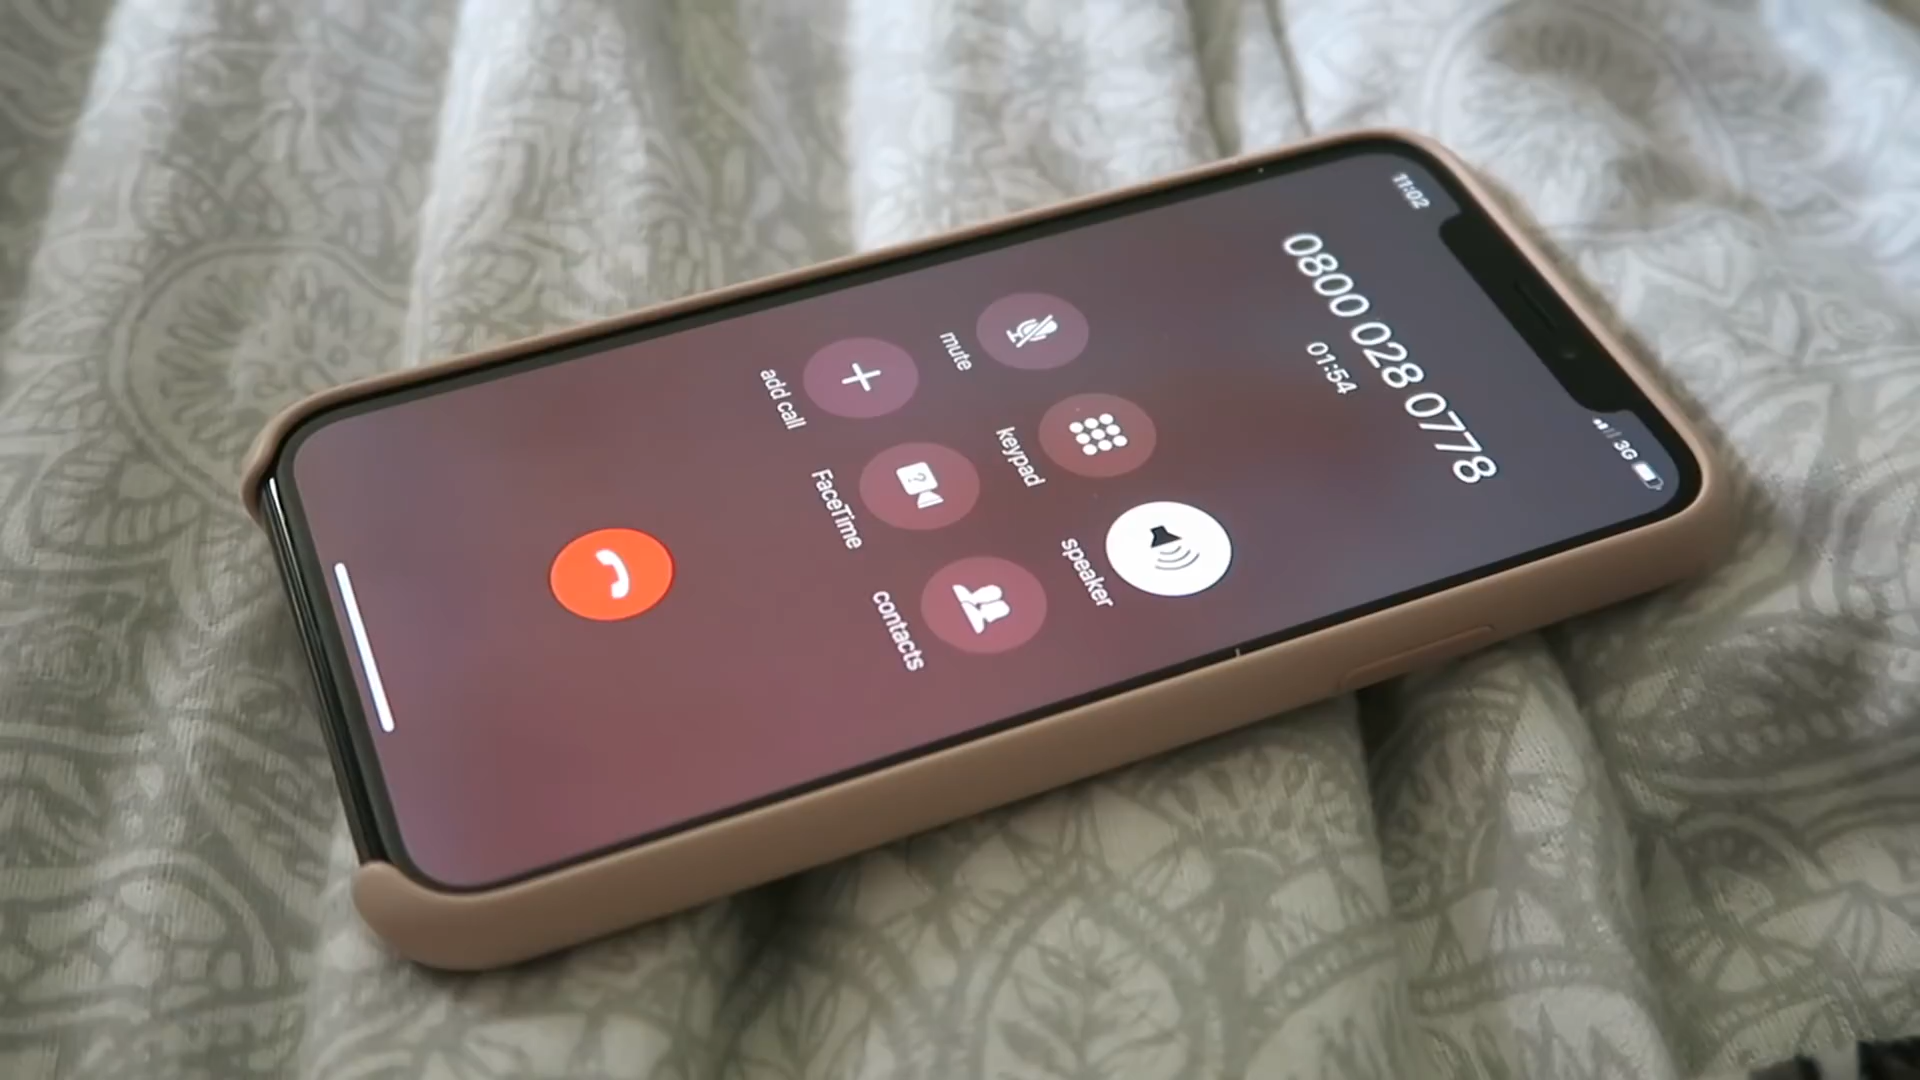 11:02
3G
0800 028 0778
01:54
mute
keypad
speaker
add call
FaceTime
contacts